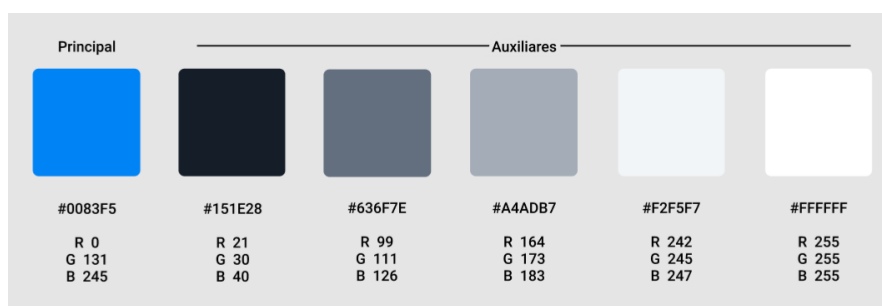 Principal
Auxiliares
#0083F5
#151E28
#636F7E
#A4ADB7
#F2F5F7
#FFFFFF
R 0
G 131
B 245
R 21
G 30
B 40
R 99
G 111
B 126
R 164
G 173
B 183
R 242
G 245
B 247
R 255
G 255
B 255